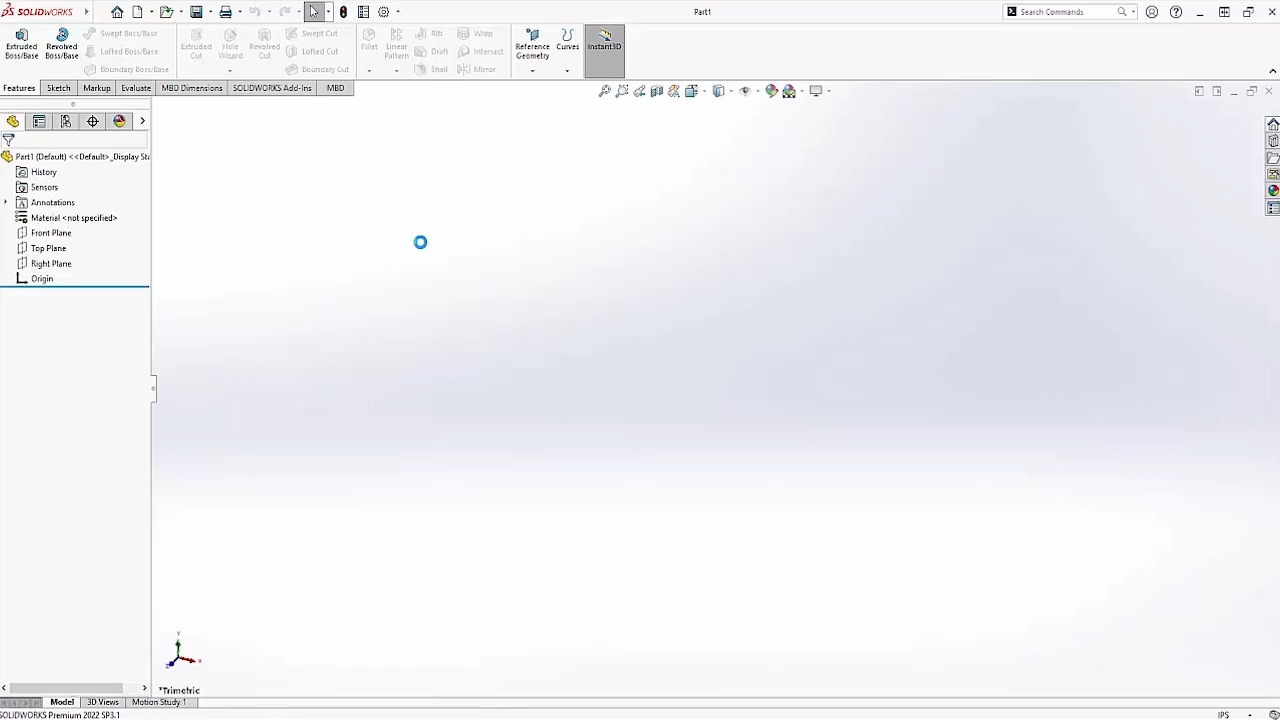 SOLIDWORKS
Part1
Search Commands
Extruded Boss/Base
Revolved Boss/Base
Swept Boss/Base
Lofted Boss/Base
Boundary Boss/Base
Extruded Cut
Hole Wizard
Revolved Cut
Swept Cut
Lofted Cut
Boundary Cut
Fillet
Linear Pattern
Rib
Draft
Shell
Wrap
Intersect
Mirror
Reference Geometry
Curves
Instant3D
Features
Sketch
Markup
Evaluate
MBD Dimensions
SOLIDWORKS Add-Ins
MBD
Part1 (Default) <<Default>_Display Sta
History
Sensors
Annotations
Material <not specified>
Front Plane
Top Plane
Right Plane
Origin
Y
X
Z
*Trimetric
Model
3D Views
Motion Study 1
SOLIDWORKS Premium 2022 SP3.1
IPS